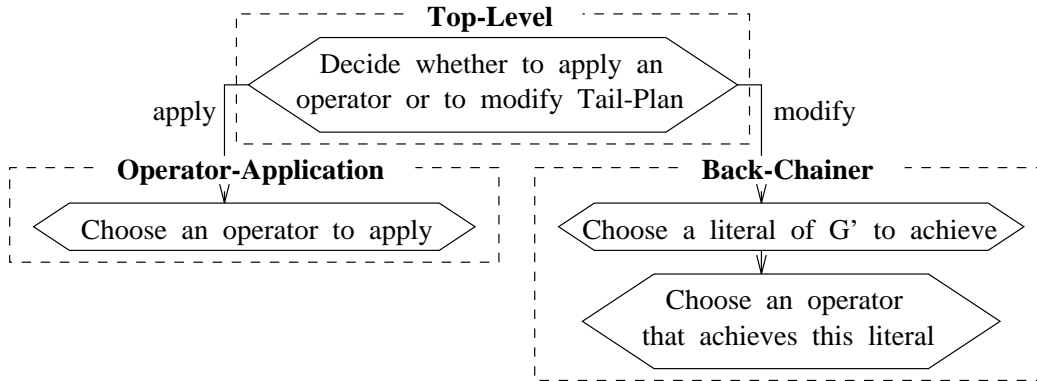 Top-Level
Decide whether to apply an
operator or to modify Tail-Plan
apply
modify
Operator-Application
Choose an operator to apply
Back-Chainer
Choose a literal of G' to achieve
Choose an operator
that achieves this literal